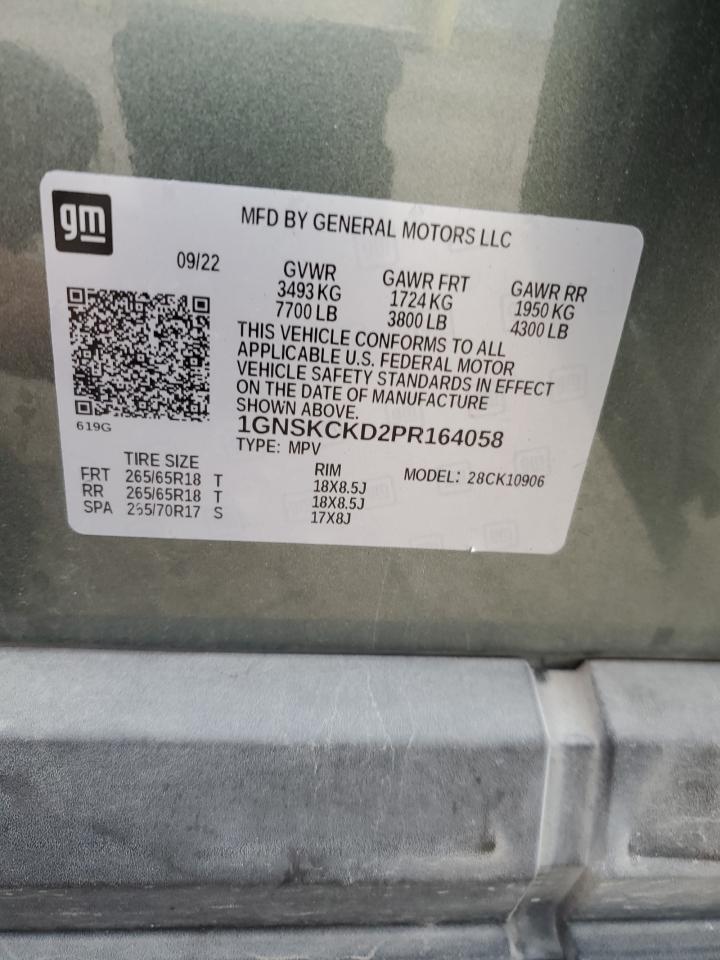 gm
MFD BY GENERAL MOTORS LLC
09/22
GVWR
3493 KG
7700 LB
GAWR FRT
1724 KG
3800 LB
GAWR RR
1950 KG
4300 LB
THIS VEHICLE CONFORMS TO ALL
APPLICABLE U.S. FEDERAL MOTOR
VEHICLE SAFETY STANDARDS IN EFFECT
ON THE DATE OF MANUFACTURE
SHOWN ABOVE.
619G
1GNSKCKD2PR164058
TYPE: MPV
TIRE SIZE
FRT 265/65R18 T
RR 265/65R18 T
SPA 265/70R17 S
RIM
18X8.5J
18X8.5J
17X8J
MODEL: 28CK10906